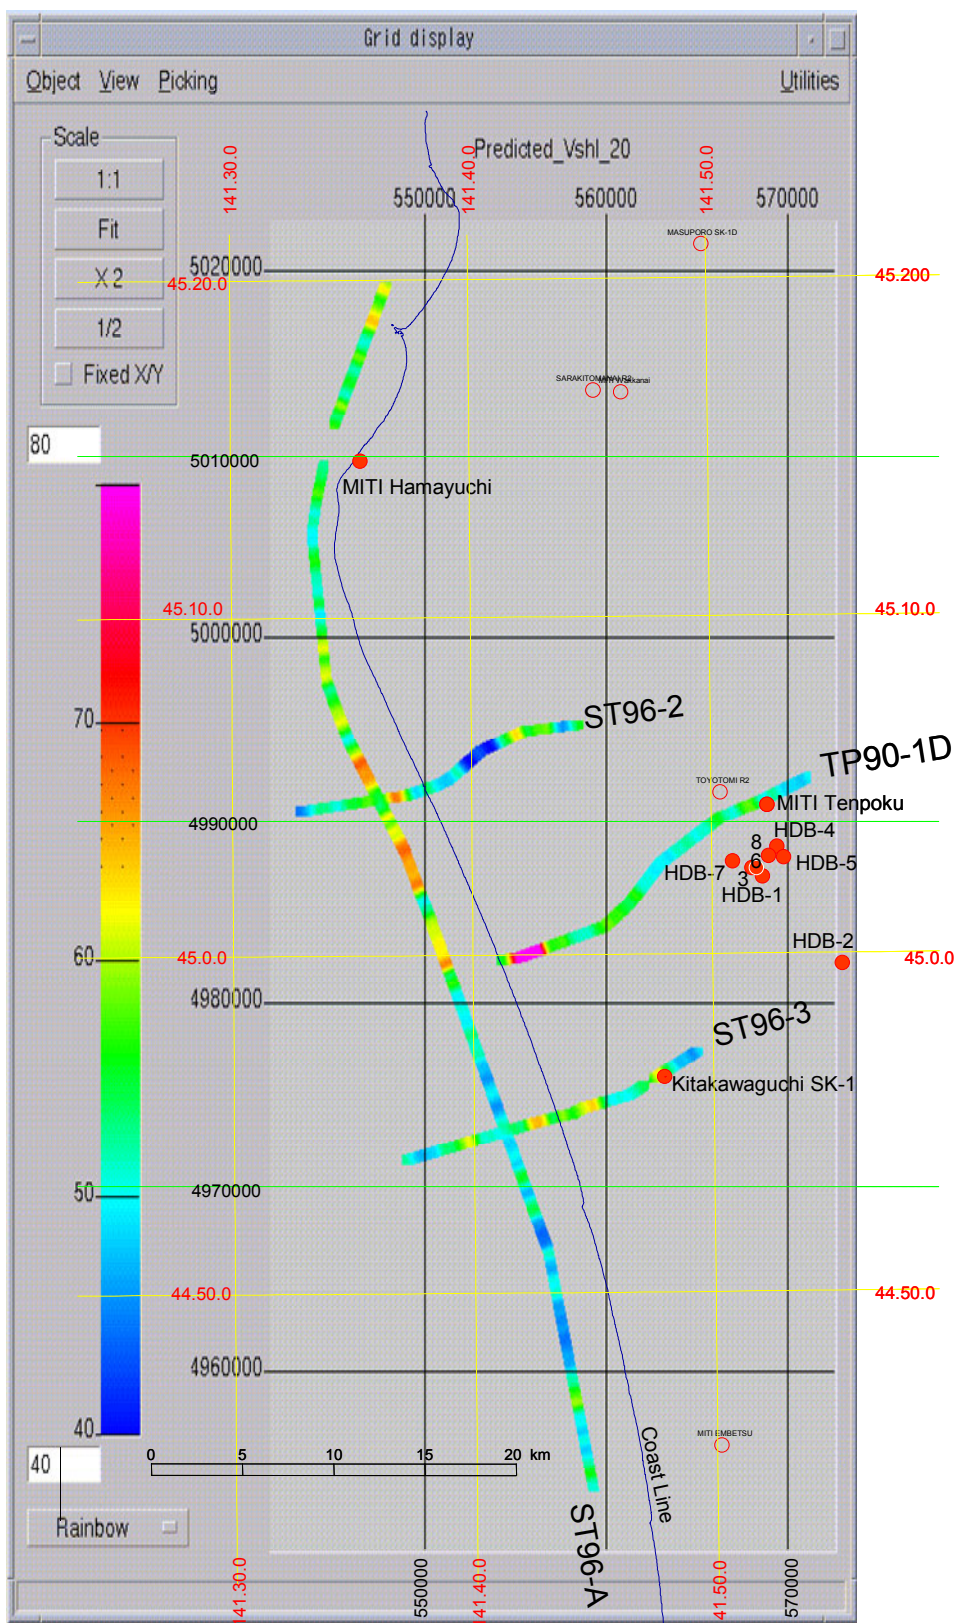 Grid display
Object View Picking Utilities
Scale
1:1
Fit
X 2
1/2
Fixed X/Y
80
70
60
50
40
40
Rainbow
Predicted_Vshl_20
141.30.0
141.40.0
141.50.0
550000
560000
570000
MASUPORO SK-1D
5020000
45.20.0
45.200
SARAKITOMANAI R2
MITI Wakkanai
5010000
MITI Hamayuchi
45.10.0
45.10.0
5000000
ST96-2
TP90-1D
TOYOTOMI R2
MITI Tenpoku
4990000
HDB-4
8
6
HDB-5
HDB-7
3
HDB-1
HDB-2
45.0.0
45.0.0
4980000
ST96-3
Kitakawaguchi SK-1
4970000
44.50.0
44.50.0
4960000
MITI EMBETSU
Coast Line
0 5 10 15 20 km
ST96-A
141.30.0
550000
141.40.0
41.50.0
570000